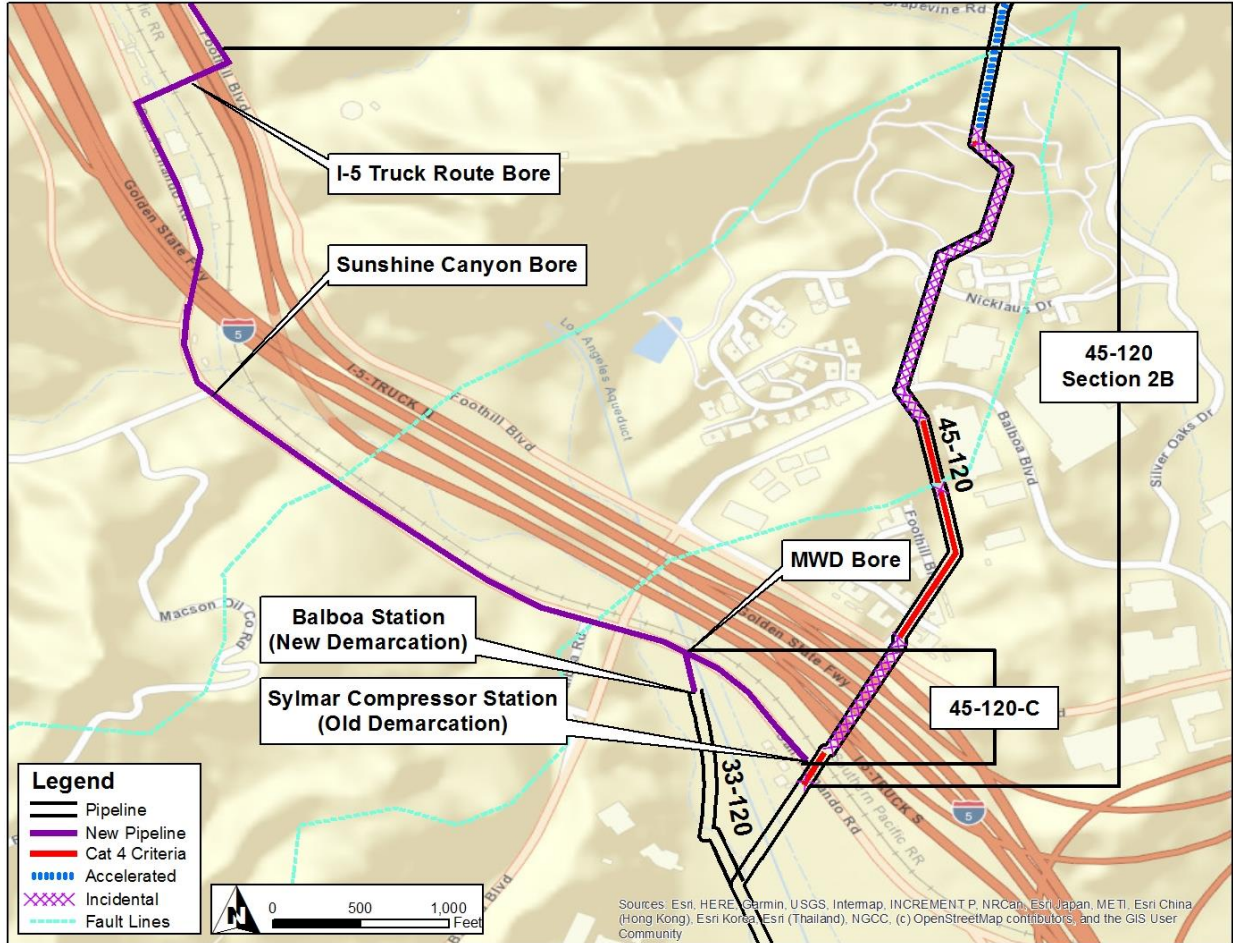 Grapevine Rd
Pacific RR
Foothill Blvd
I-5 Truck Route Bore
Golden State Fwy
Sunshine Canyon Bore
5
I-5-TRUCK
Foothill Blvd
Los Angeles Aqueduct
Nicklaus Dr
45-120
Section 2B
45-120
Balboa Blvd
Silver Oaks Dr
MWD Bore
Macson Oil Co Rd
Balboa Station
(New Demarcation)
Golden State Fwy
Sylmar Compressor Station
(Old Demarcation)
45-120-C
33-120
I-5-TRUCK S
Southern Pacific RR
5
Legend
Pipeline
New Pipeline
Cat 4 Criteria
Accelerated
Incidental
Fault Lines
N
0 500 1,000
Feet
Sources: Esri, HERE, Garmin, USGS, Intermap, INCREMENT P, NRCan, Esri Japan, METI, Esri China
(Hong Kong), Esri Korea, Esri (Thailand), NGCC, (c) OpenStreetMap contributors, and the GIS User
Community